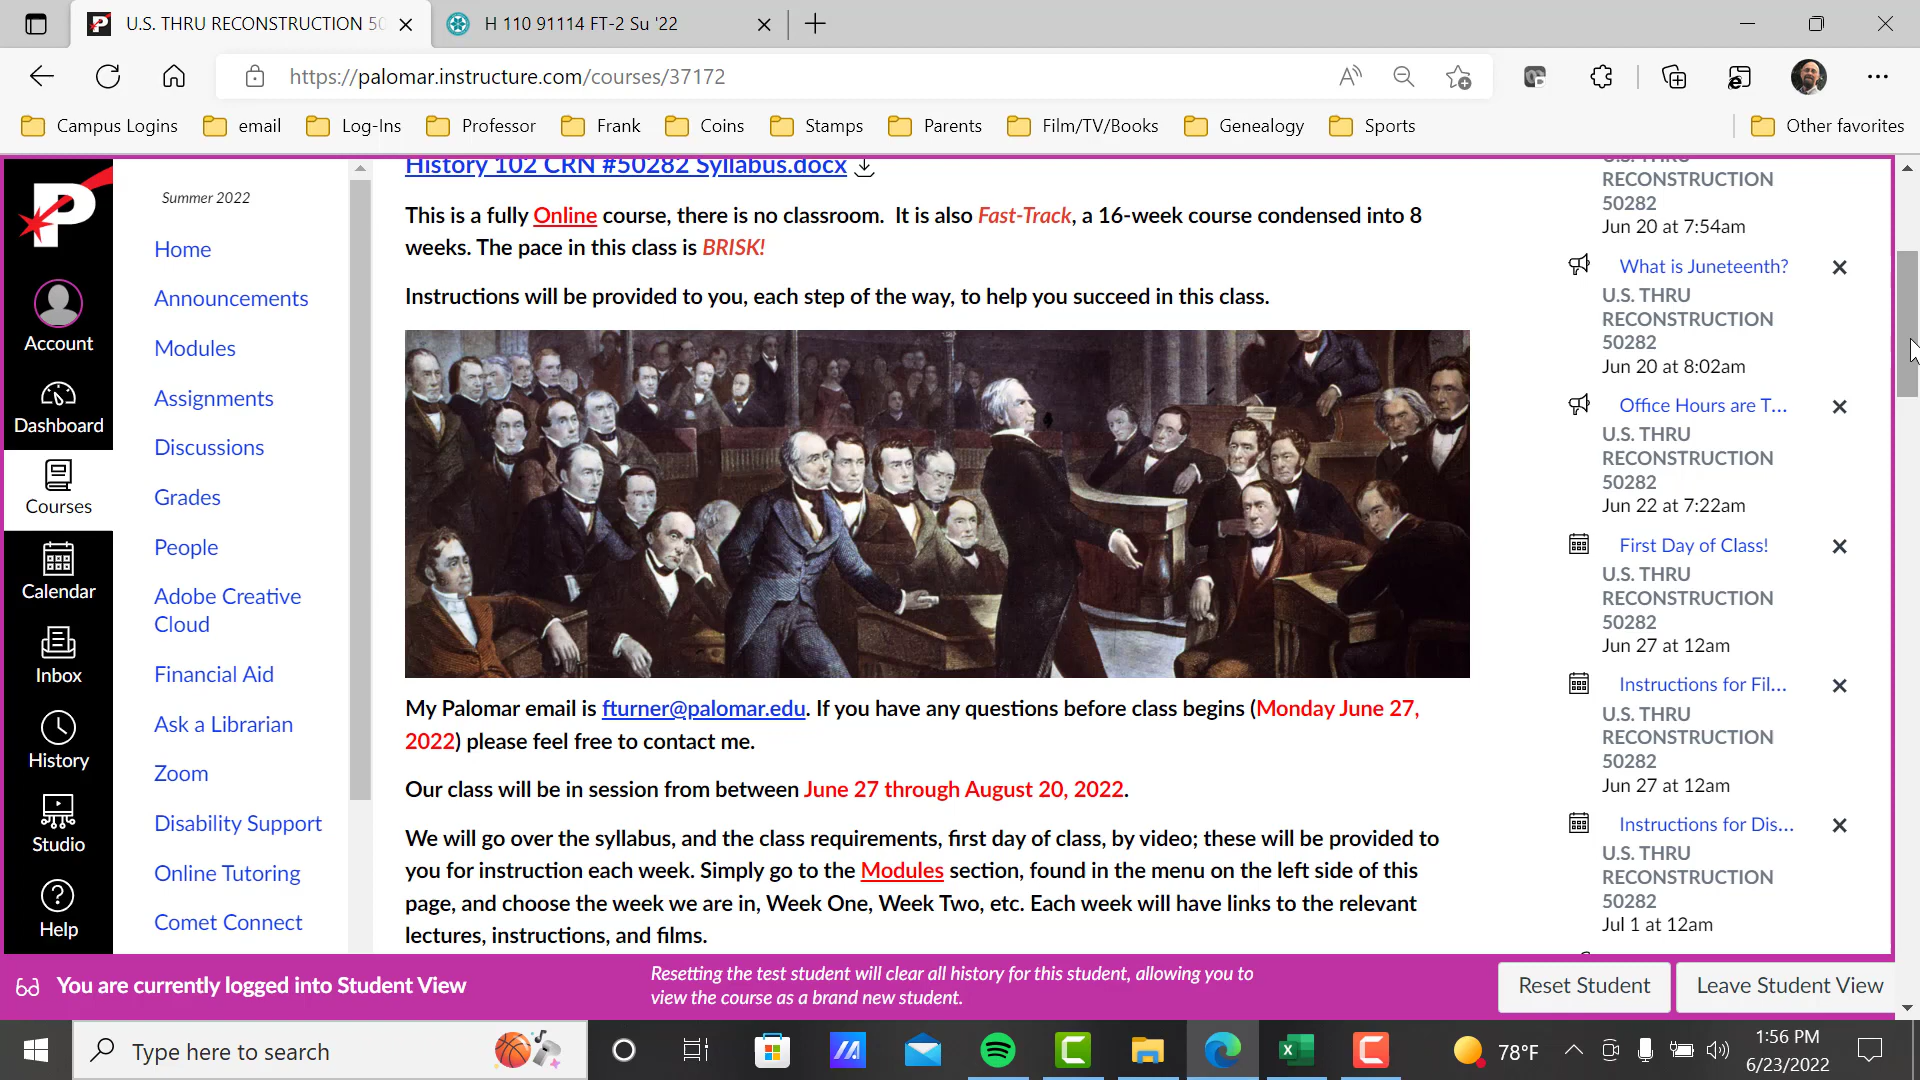 U.S. THRU RECONSTRUCTION 50
H 110 91114 FT-2 Su '22
https://palomar.instructure.com/courses/37172
Campus Logins
email
Log-Ins
Professor
Frank
Coins
Stamps
Parents
Film/TV/Books
Genealogy
Sports
Other favorites
P
Account
Dashboard
Courses
Calendar
Inbox
History
Studio
Help
Summer 2022
Home
Announcements
Modules
Assignments
Discussions
Grades
People
Adobe Creative
Cloud
Financial Aid
Ask a Librarian
Zoom
Disability Support
Online Tutoring
Comet Connect
History 102 CRN #50282 Syllabus.docx
This is a fully Online course, there is no classroom. It is also Fast-Track, a 16-week course condensed into 8
weeks. The pace in this class is BRISK!
Instructions will be provided to you, each step of the way, to help you succeed in this class.
My Palomar email is fturner@palomar.edu. If you have any questions before class begins (Monday June 27,
2022) please feel free to contact me.
Our class will be in session from between June 27 through August 20, 2022.
We will go over the syllabus, and the class requirements, first day of class, by video; these will be provided to
you for instruction each week. Simply go to the Modules section, found in the menu on the left side of this
page, and choose the week we are in, Week One, Week Two, etc. Each week will have links to the relevant
lectures, instructions, and films.
U.S. THRU
RECONSTRUCTION
50282
Jun 20 at 7:54am
What is Juneteenth?
U.S. THRU
RECONSTRUCTION
50282
Jun 20 at 8:02am
Office Hours are T...
U.S. THRU
RECONSTRUCTION
50282
Jun 22 at 7:22am
First Day of Class!
U.S. THRU
RECONSTRUCTION
50282
Jun 27 at 12am
Instructions for Fil...
U.S. THRU
RECONSTRUCTION
50282
Jun 27 at 12am
Instructions for Dis...
U.S. THRU
RECONSTRUCTION
50282
Jul 1 at 12am
You are currently logged into Student View
Resetting the test student will clear all history for this student, allowing you to
view the course as a brand new student.
Reset Student
Leave Student View
Type here to search
78°F
1:56 PM
6/23/2022